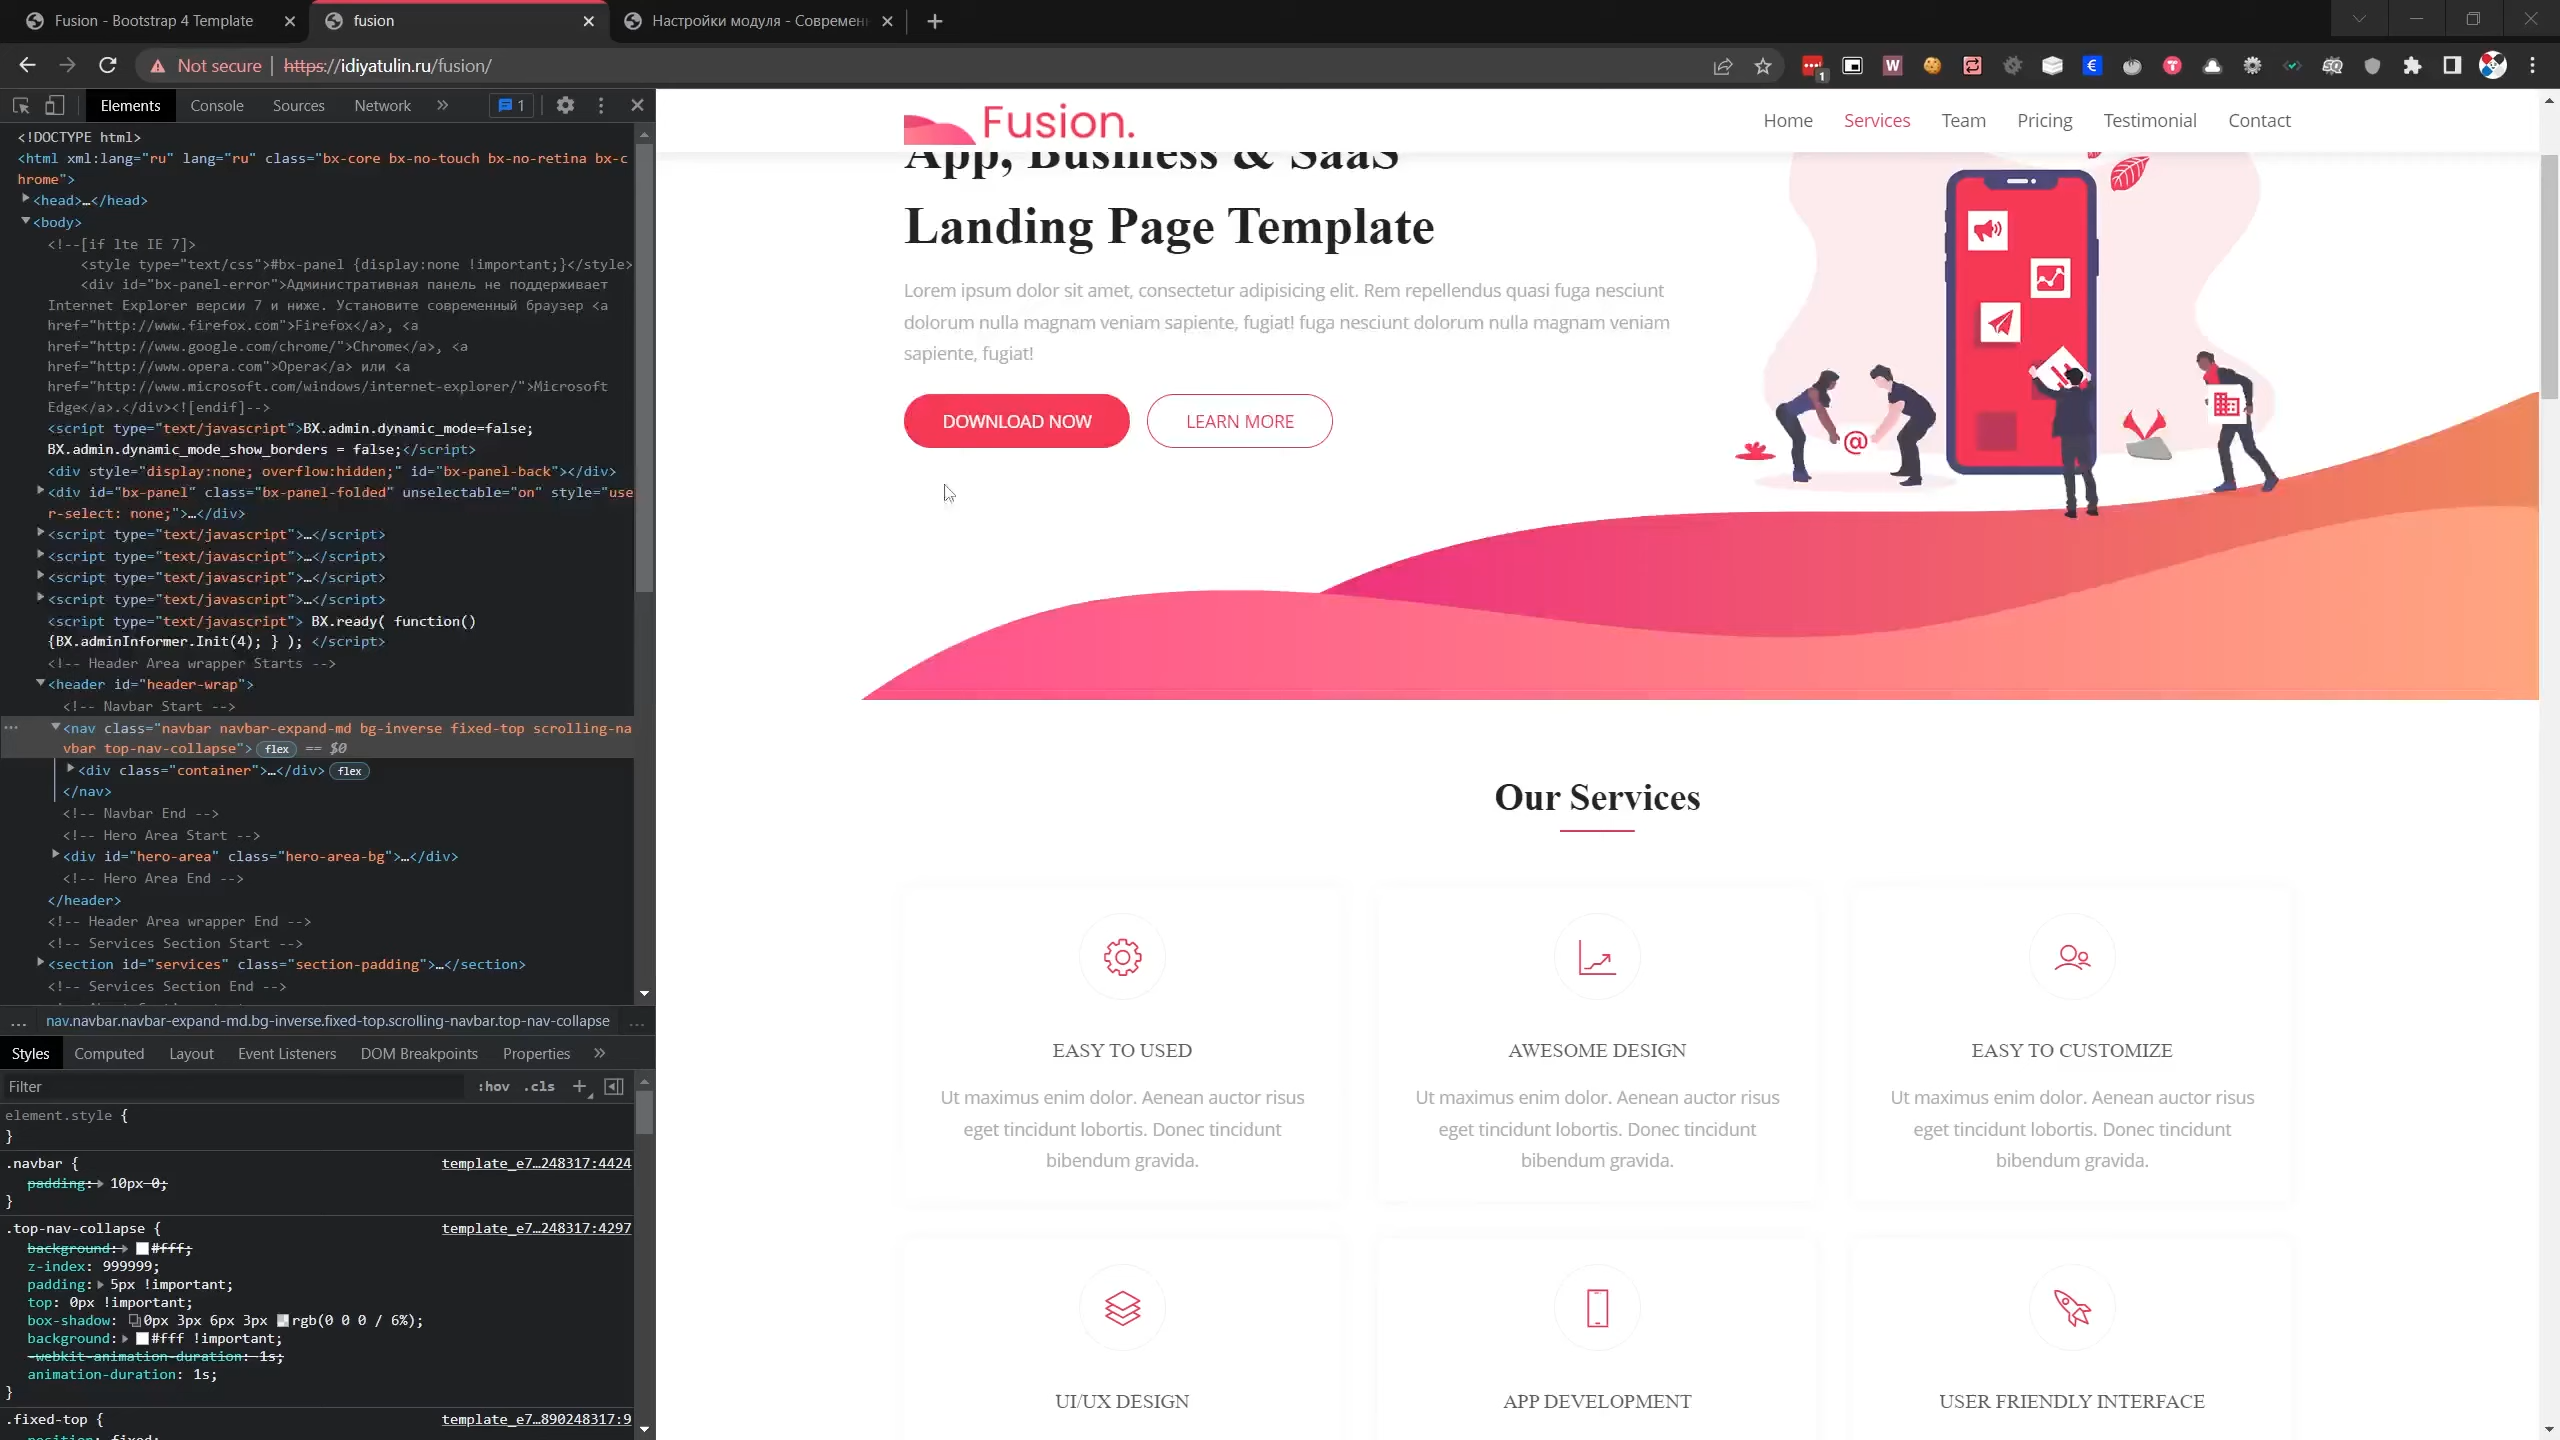 Fusion - Bootstrap 4 Template
fusion
Настройки модуля - Современн
Not secure
https://idiyatulin.ru/fusion/
1
Elements
Console
Sources
Network
1
<!DOCTYPE html>
<html xml:lang="ru" lang="ru" class="bx-core bx-no-touch bx-no-retina bx-c
hrome">
<head>…</head>
<body>
<!--[if lte IE 7]>
<style type="text/css">#bx-panel {display:none !important;}</style>
<div id="bx-panel-error">Административная панель не поддерживает
Internet Explorer версии 7 и ниже. Установите современный браузер <a
href="http://www.firefox.com">Firefox</a>, <a
href="http://www.google.com/chrome/">Chrome</a>, <a
href="http://www.opera.com">Opera</a> или <a
href="http://www.microsoft.com/windows/internet-explorer/">Microsoft
Edge</a>.</div><![endif]-->
<script type="text/javascript">BX.admin.dynamic_mode=false;
BX.admin.dynamic_mode_show_borders = false;</script>
<div style="display:none; overflow:hidden;" id="bx-panel-back"></div>
<div id="bx-panel" class="bx-panel-folded" unselectable="on" style="use
r-select: none;">…</div>
<script type="text/javascript">…</script>
<script type="text/javascript">…</script>
<script type="text/javascript">…</script>
<script type="text/javascript">…</script>
<script type="text/javascript"> BX.ready( function()
{BX.adminInformer.Init(4); } ); </script>
<!-- Header Area wrapper Starts -->
<header id="header-wrap">
<!-- Navbar Start -->
<nav class="navbar navbar-expand-md bg-inverse fixed-top scrolling-na
vbar top-nav-collapse"> flex == $0
<div class="container">…</div> flex
</nav>
<!-- Navbar End -->
<!-- Hero Area Start -->
<div id="hero-area" class="hero-area-bg">…</div>
<!-- Hero Area End -->
</header>
<!-- Header Area wrapper End -->
<!-- Services Section Start -->
<section id="services" class="section-padding">…</section>
<!-- Services Section End -->
... nav.navbar.navbar-expand-md.bg-inverse.fixed-top.scrolling-navbar.top-nav-collapse ...
Styles
Computed
Layout
Event Listeners
DOM Breakpoints
Properties
Filter
:hov .cls
element.style {
}
.navbar { template_e7…248317:4424
padding: 10px 0;
}
.top-nav-collapse { template_e7…248317:4297
background: #fff;
z-index: 999999;
padding: 5px !important;
top: 0px !important;
box-shadow: 0px 3px 6px 3px rgb(0 0 0 / 6%);
background: #fff !important;
-webkit-animation-duration: 1s;
animation-duration: 1s;
}
.fixed-top { template_e7…890248317:9
position: fixed;
Fusion.
Home
Services
Team
Pricing
Testimonial
Contact
App, Business & SaaS
Landing Page Template
Lorem ipsum dolor sit amet, consectetur adipisicing elit. Rem repellendus quasi fuga nesciunt
dolorum nulla magnam veniam sapiente, fugiat! fuga nesciunt dolorum nulla magnam veniam
sapiente, fugiat!
DOWNLOAD NOW
LEARN MORE
@
Our Services
EASY TO USED
Ut maximus enim dolor. Aenean auctor risus
eget tincidunt lobortis. Donec tincidunt
bibendum gravida.
AWESOME DESIGN
Ut maximus enim dolor. Aenean auctor risus
eget tincidunt lobortis. Donec tincidunt
bibendum gravida.
EASY TO CUSTOMIZE
Ut maximus enim dolor. Aenean auctor risus
eget tincidunt lobortis. Donec tincidunt
bibendum gravida.
UI/UX DESIGN
APP DEVELOPMENT
USER FRIENDLY INTERFACE